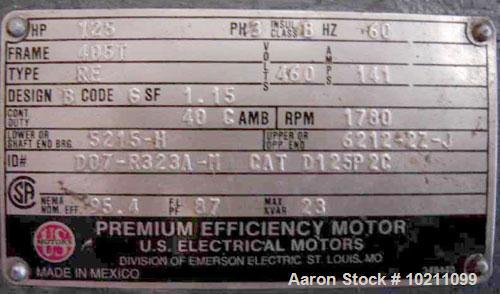 HP 125 PH 3 INSUL CLASS B HZ 60
FRAME 405T
TYPE RE VOLTS 460 AMPS 141
DESIGN B CODE G SF 1.15
CONT DUTY 40 C AMB RPM 1780
LOWER OR SHAFT END BRG. 5215-H UPPER OR OPP END 6212-2Z-J
ID# D07-R323A-M CAT D125P2C
NEMA NOM. EFF. 95.4 F.L. PF 87 MAX KVAR 23
PREMIUM EFFICIENCY MOTOR
U.S. ELECTRICAL MOTORS
DIVISION OF EMERSON ELECTRIC ST. LOUIS, MO
MADE IN MEXICO
Aaron Stock # 10211099